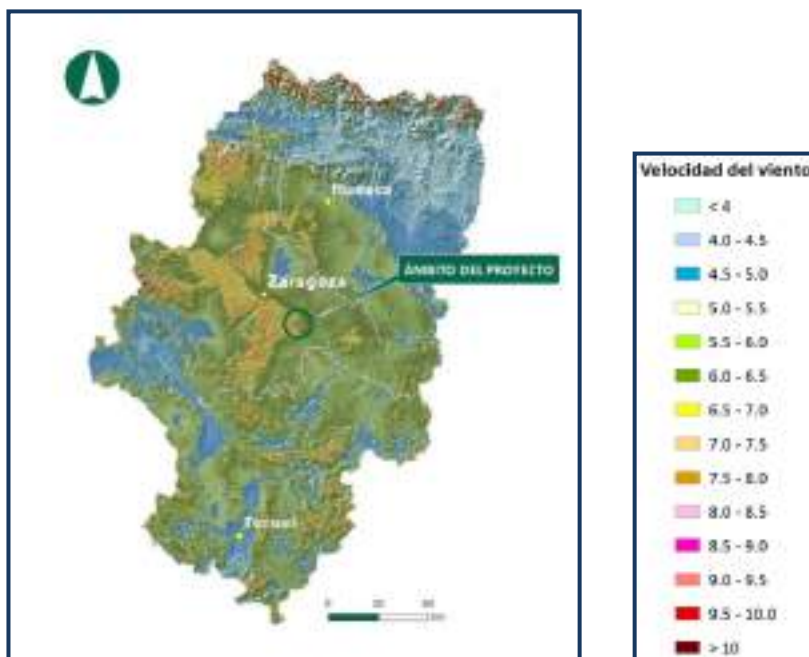 Huesca
ÁMBITO DEL PROYECTO
Zaragoza
Teruel
0
Velocidad del viento
< 4
4.0 - 4.5
4.5 - 5.0
5.0 - 5.5
5.5 - 6.0
6.0 - 6.5
6.5 - 7.0
7.0 - 7.5
7.5 - 8.0
8.0 - 8.5
8.5 - 9.0
9.0 - 9.5
9.5 - 10.0
> 10